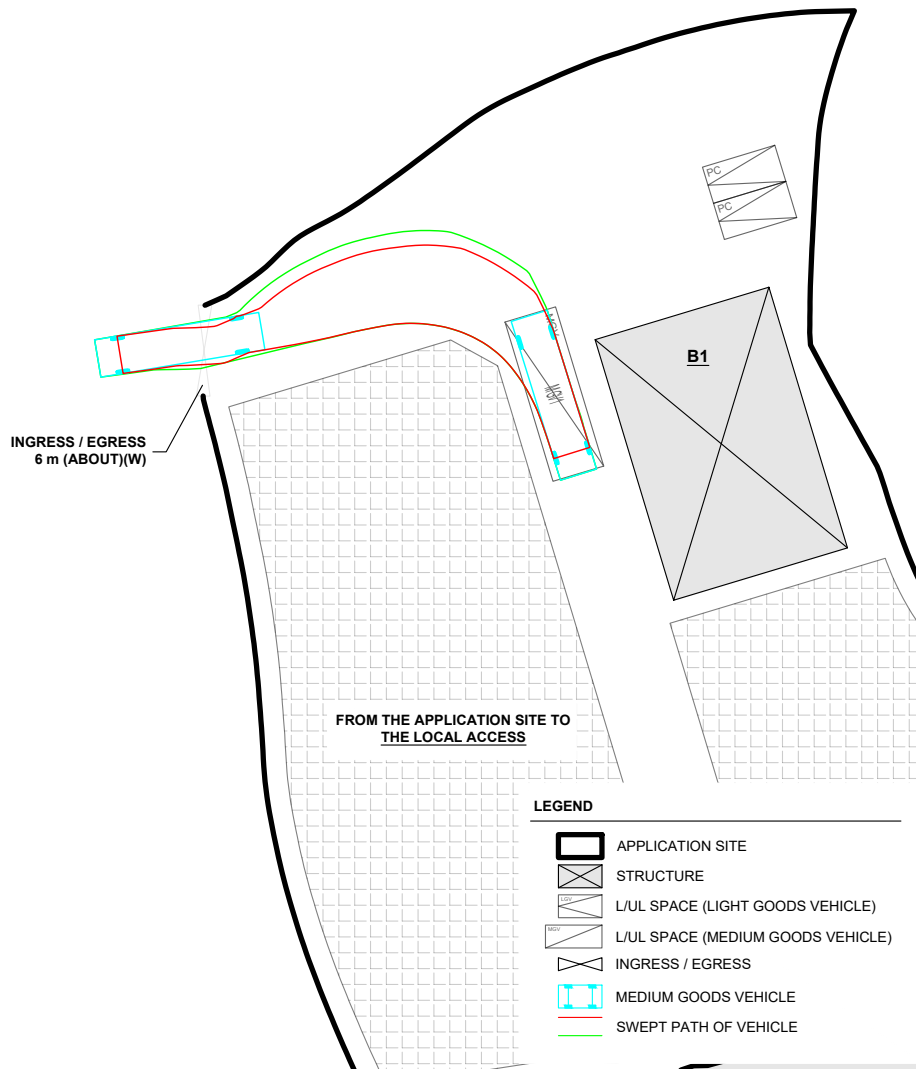 PC
PC
MGV
MGV
B1
INGRESS / EGRESS
6 m (ABOUT)(W)
FROM THE APPLICATION SITE TO
THE LOCAL ACCESS
LEGEND
APPLICATION SITE
STRUCTURE
LGV
L/UL SPACE (LIGHT GOODS VEHICLE)
MGV
L/UL SPACE (MEDIUM GOODS VEHICLE)
INGRESS / EGRESS
MEDIUM GOODS VEHICLE
SWEPT PATH OF VEHICLE